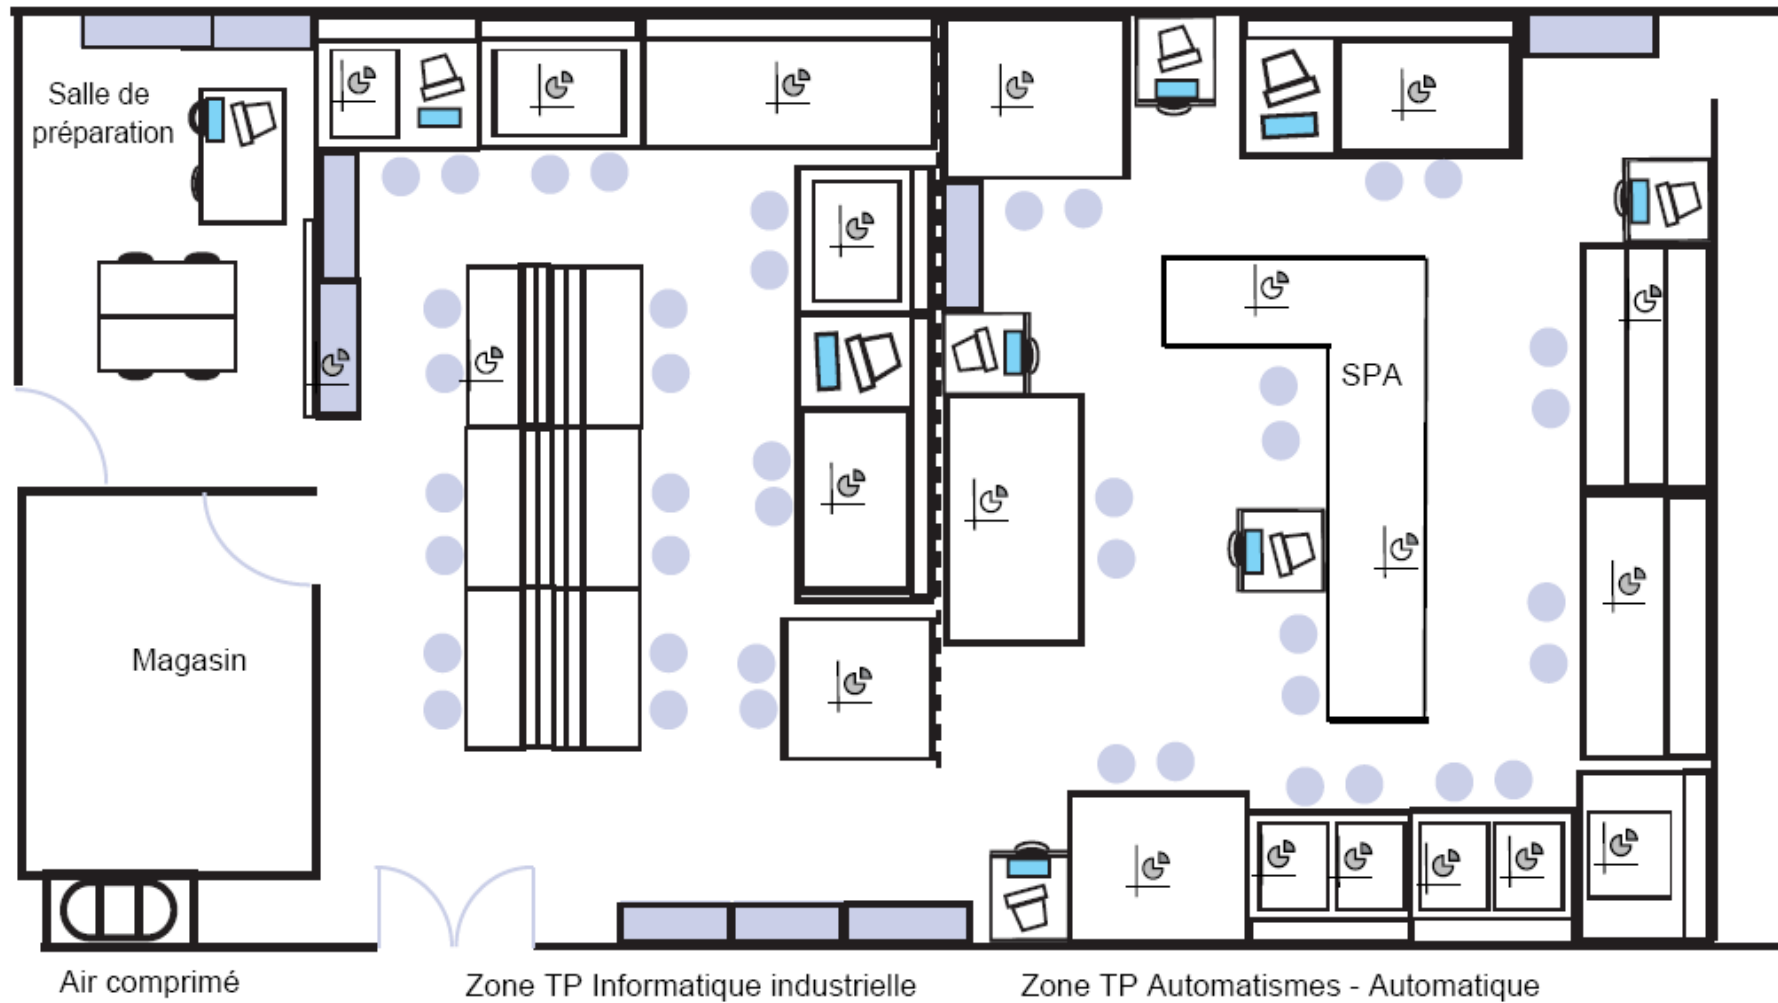 Salle de
préparation
SPA
Magasin
Air comprimé
Zone TP Informatique industrielle
Zone TP Automatismes - Automatique